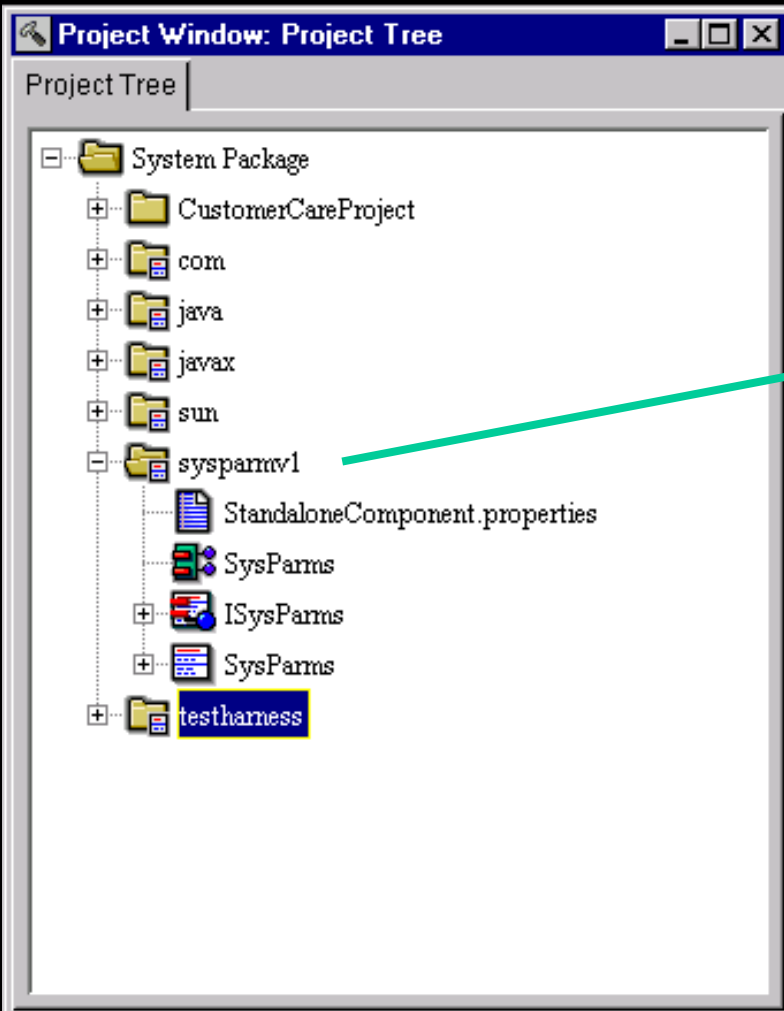 Project Window: Project Tree
Project Tree
System Package
CustomerCareProject
com
java
javax
sun
sysparmv1
StandaloneComponent.properties
SysParms
ISysParms
SysParms
testharness